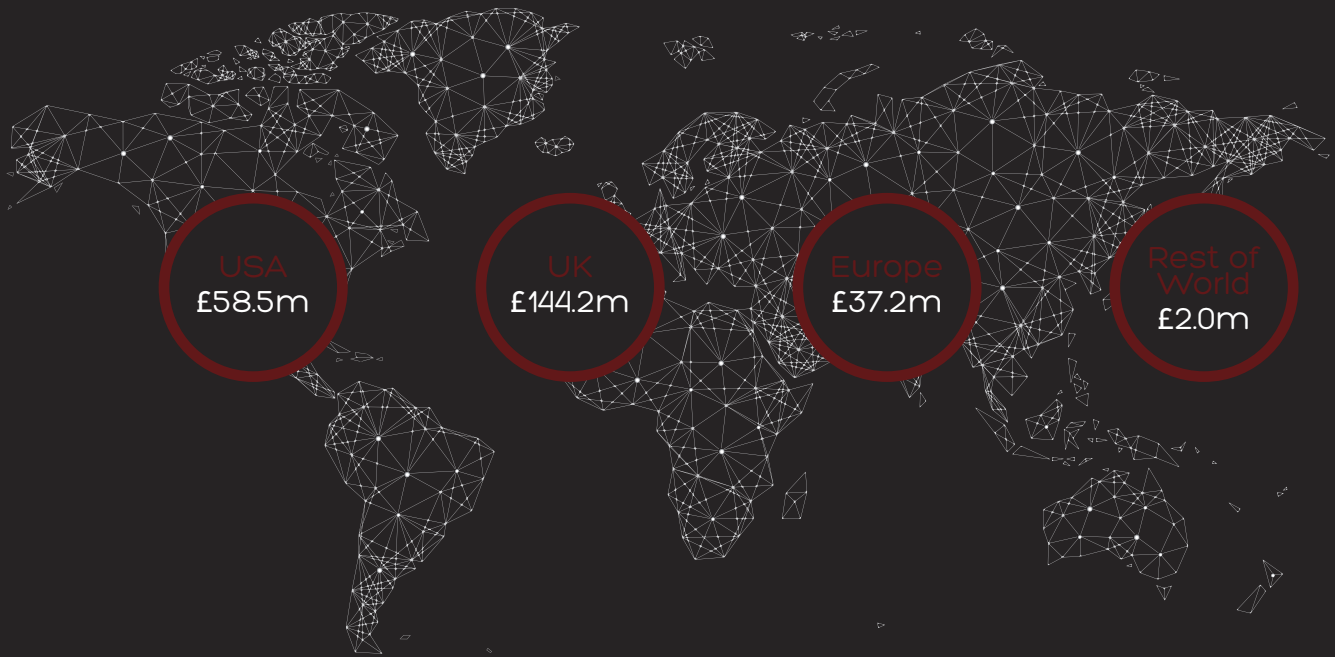 USA
£58.5m
UK
£144.2m
Europe
£37.2m
Rest of
World
£2.0m